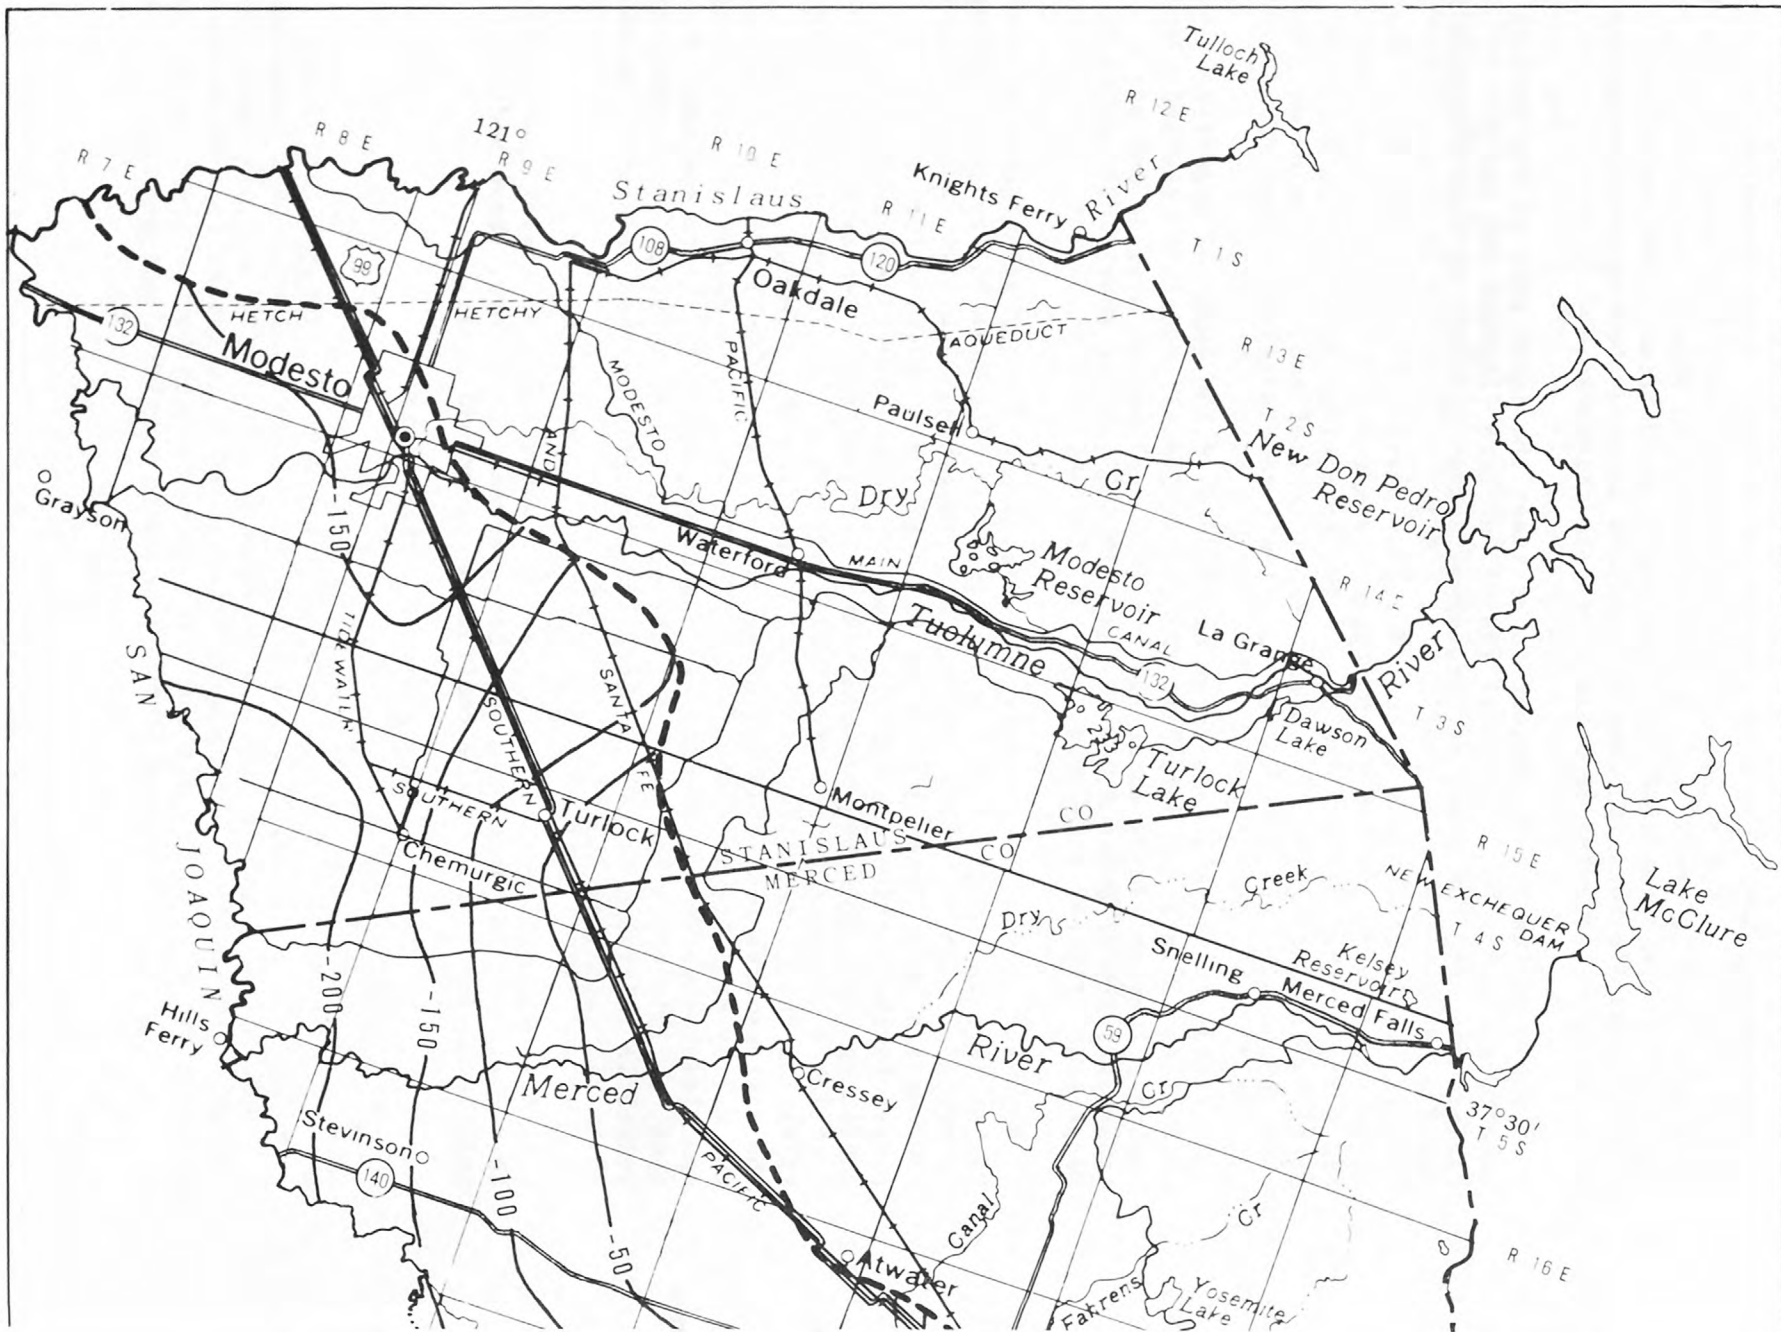 Tulloch
Lake
R 12 E
121°
R 8 E
R 7 E
R 9 E
R 10 E
Stanislaus
Knights Ferry
River
R 11 E
T 1 S
99
108
120
Oakdale
HETCH
HETCHY
AQUEDUCT
132
Modesto
R 13 E
PACIFIC
MODESTO
Paulsell
T 2 S
New Don Pedro
Reservoir
AND
Dry
Cr
Grayson
-150
Waterford
MAIN
Modesto
Reservoir
R 14 E
Tuolumne
CANAL
La Grange
River
132
SAN
TIDEWATER
SANTA
FE
SOUTHERN
Dawson
Lake
T 3 S
Turlock
Lake
SOUTHERN
Turlock
Montpelier
CO
STANISLAUS
CO
MERCED
Chemurgic
JOAQUIN
R 15 E
Creek
NEW EXCHEQUER
DAM
Lake
McClure
Dry
T 4 S
Snelling
Kelsey
Reservoir
Merced Falls
-200
-150
Hills
Ferry
59
River
Merced
Cressey
Cr
37°30'
T 5 S
Stevinson
140
-100
PACIFIC
-50
Canal
Cr
Atwater
R 16 E
Fahrens
Yosemite
Lake